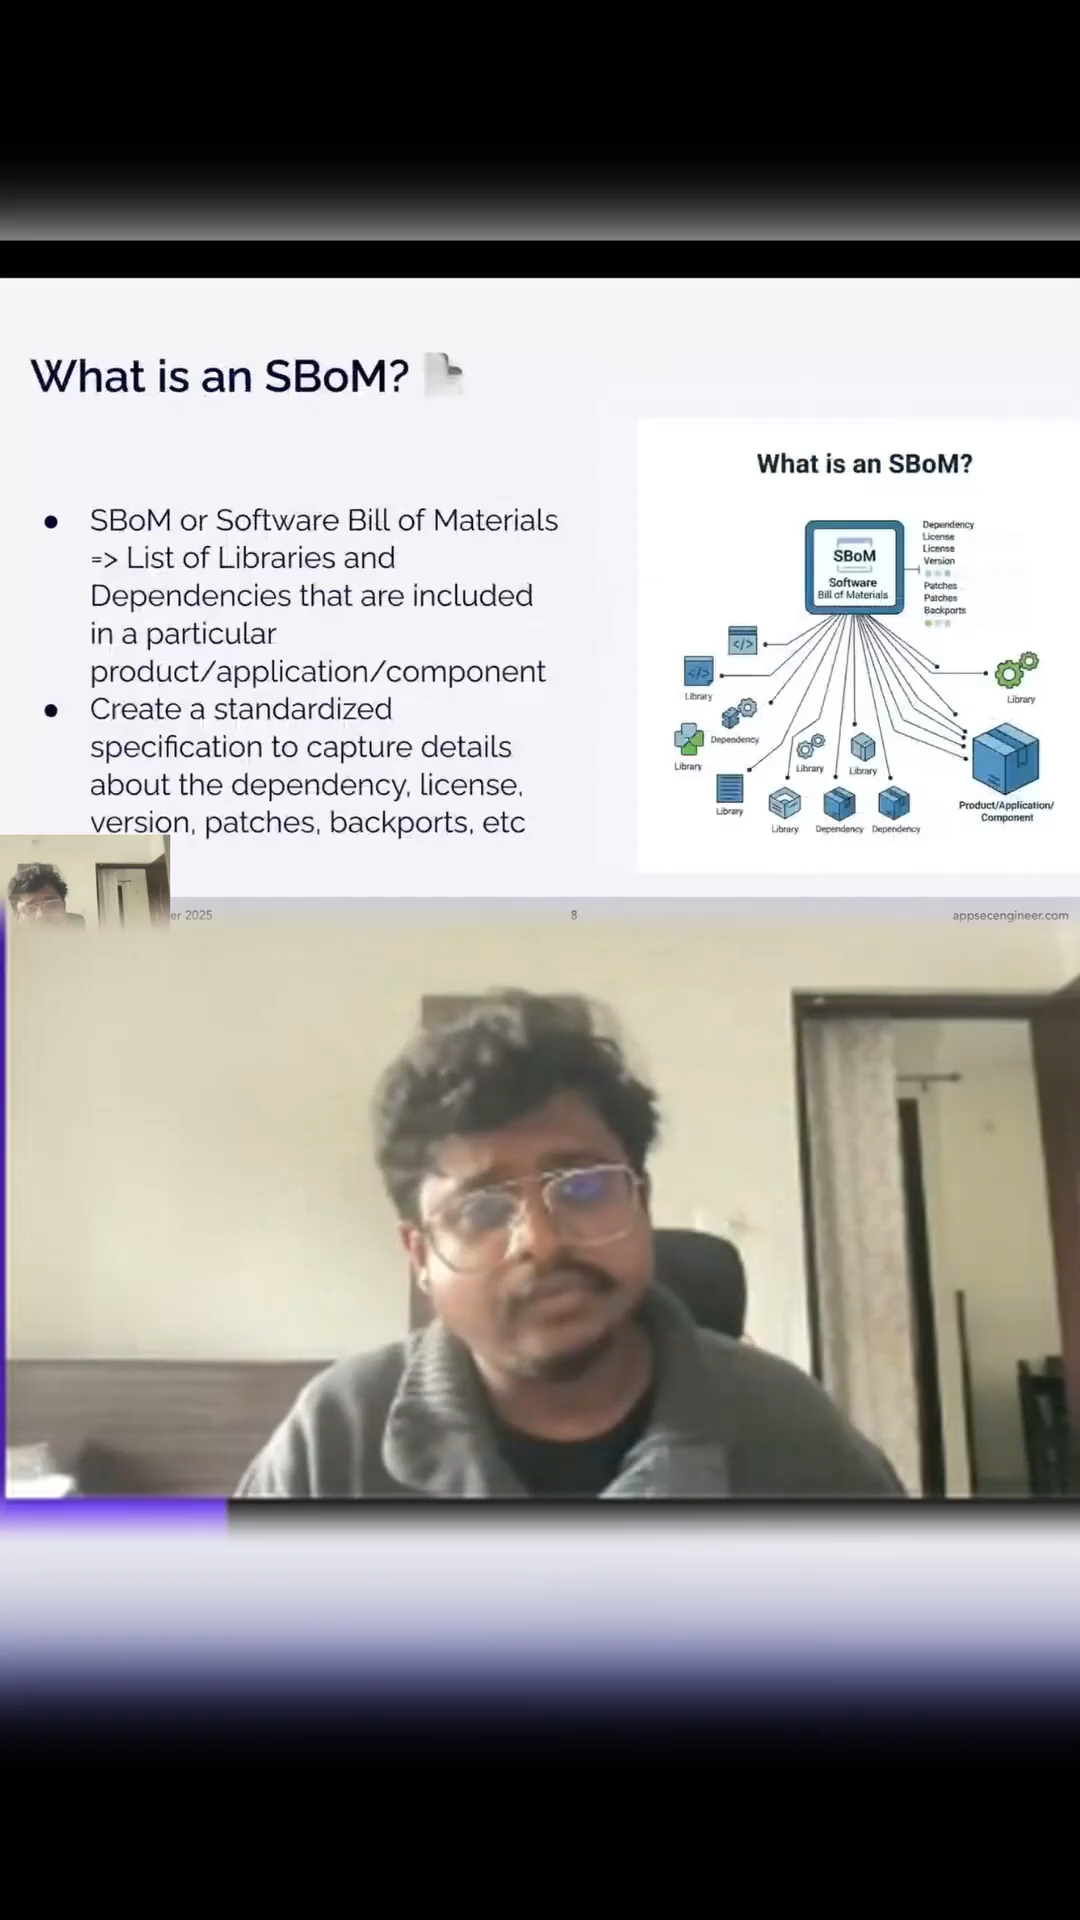 What is an SBoM?
● SBoM or Software Bill of Materials
=> List of Libraries and
Dependencies that are included
in a particular
product/application/component
● Create a standardized
specification to capture details
about the dependency, license,
version, patches, backports, etc
What is an SBoM?
SBoM
Software
Bill of Materials
Dependency
License
License
Version
Patches
Patches
Backports
</>
</>
Library
Library
Dependency
Library
Library
Library
Library
Library
Dependency
Dependency
Product/Application/
Component
er 2025
8
appsecengineer.com